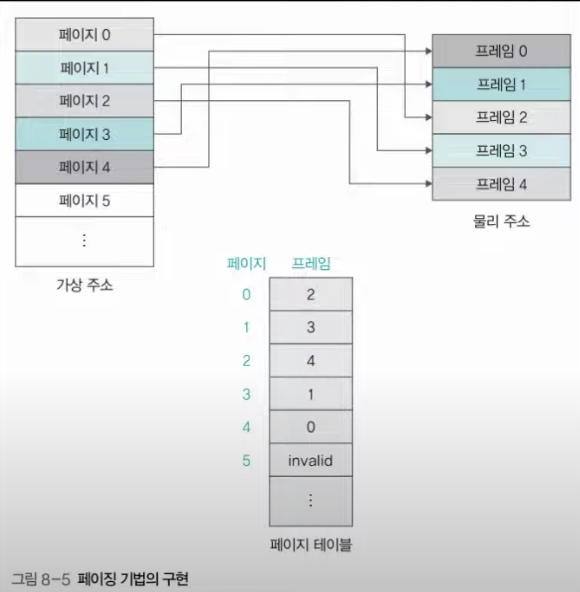 페이지 0
페이지 1
페이지 2
페이지 3
페이지 4
페이지 5
⋮
가상 주소
프레임 0
프레임 1
프레임 2
프레임 3
프레임 4
물리 주소
페이지 프레임
0 2
1 3
2 4
3 1
4 0
5 invalid
⋮
페이지 테이블
그림 8-5 페이징 기법의 구현